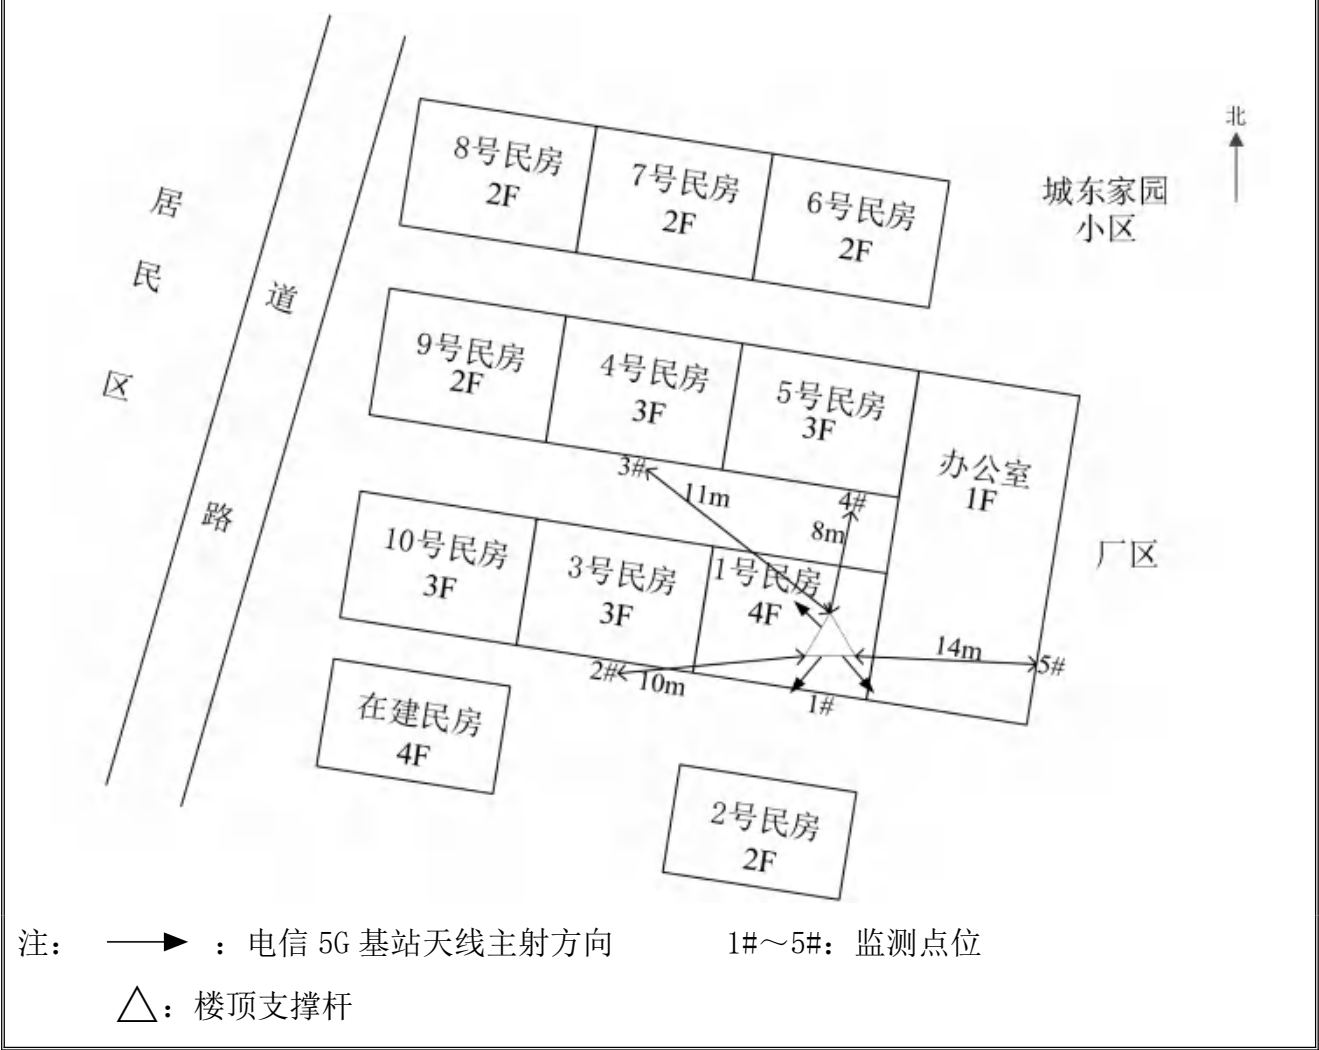 北
8号民房
2F
7号民房
2F
6号民房
2F
城东家园
小区
居
民
区
道
路
9号民房
2F
4号民房
3F
5号民房
3F
办公室
1F
3#
11m
4#
8m
厂区
10号民房
3F
3号民房
3F
1号民房
4F
14m
5#
2#
10m
1#
在建民房
4F
2号民房
2F
注： ：电信 5G 基站天线主射方向 1#～5#：监测点位
：楼顶支撑杆